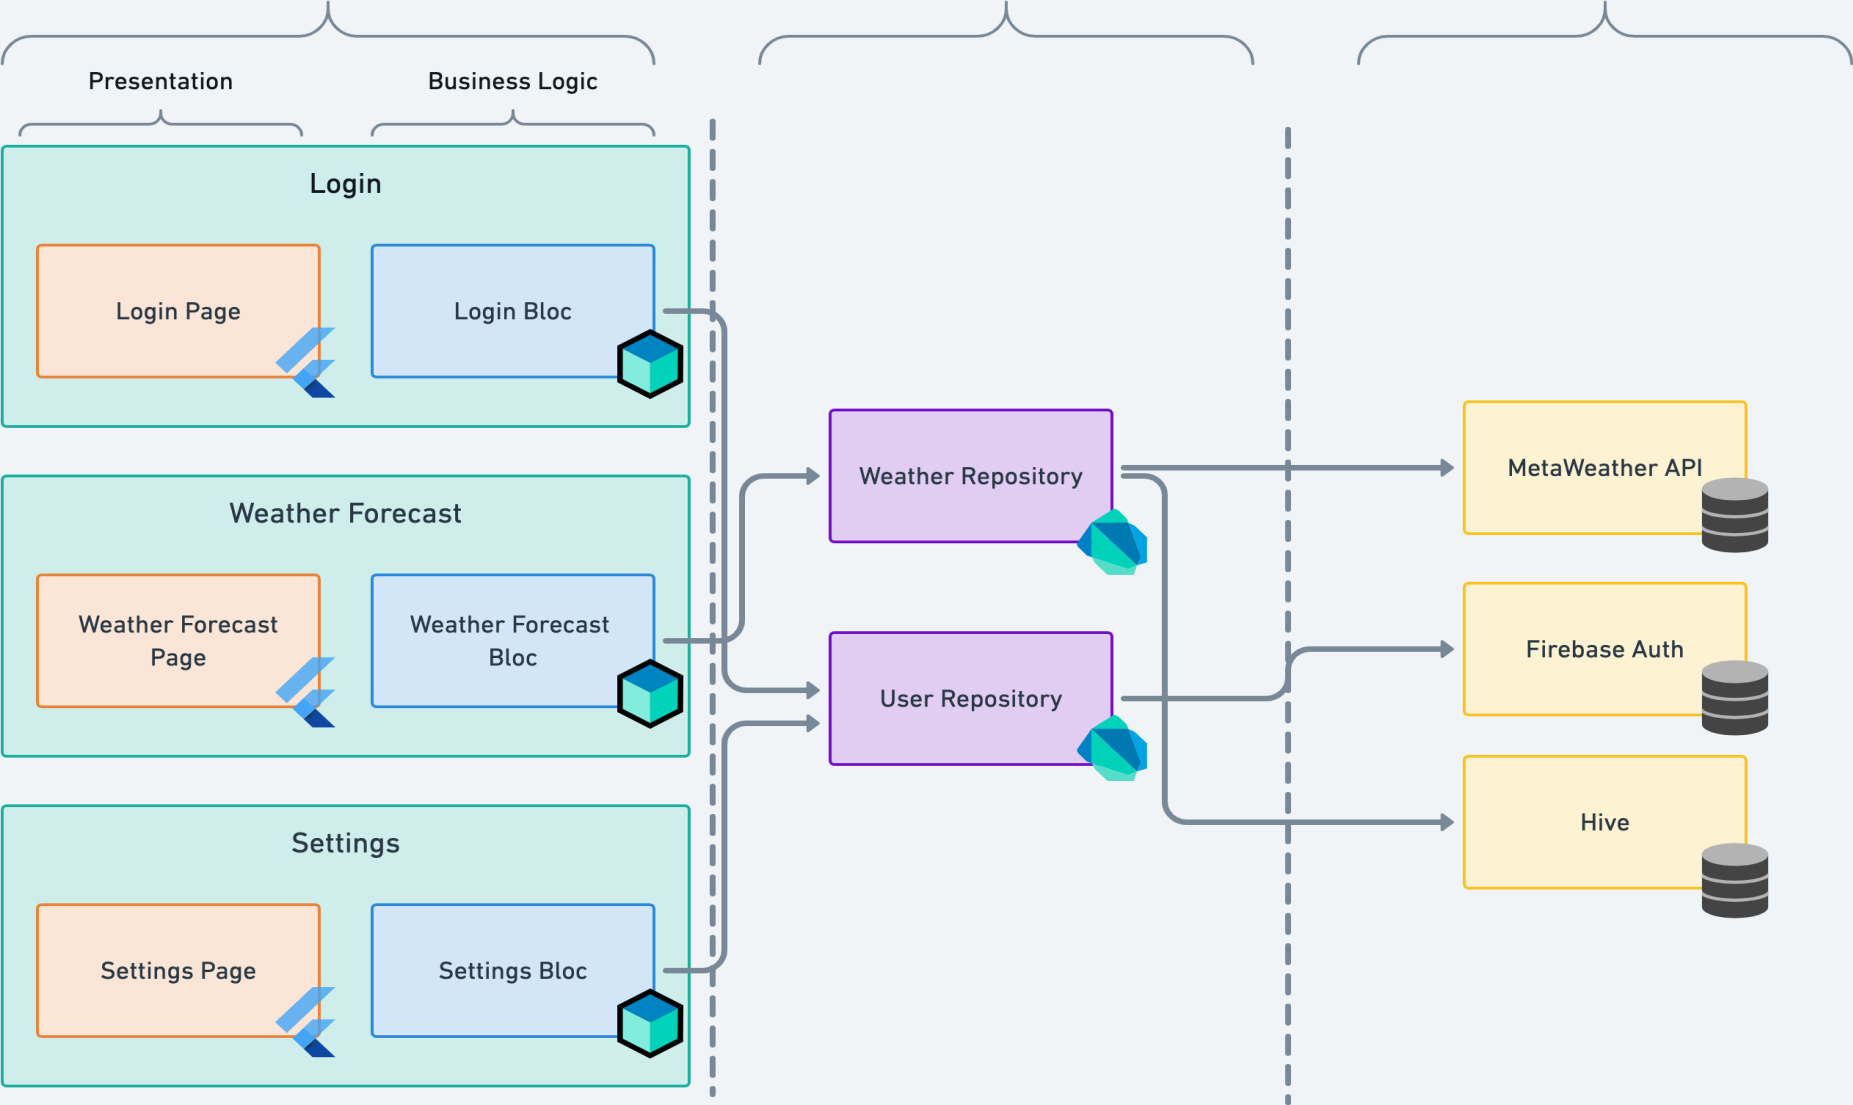 Presentation
Business Logic
Login
Login Page
Login Bloc
Weather Forecast
Weather Forecast
Page
Weather Forecast
Bloc
Settings
Settings Page
Settings Bloc
Weather Repository
User Repository
MetaWeather API
Firebase Auth
Hive